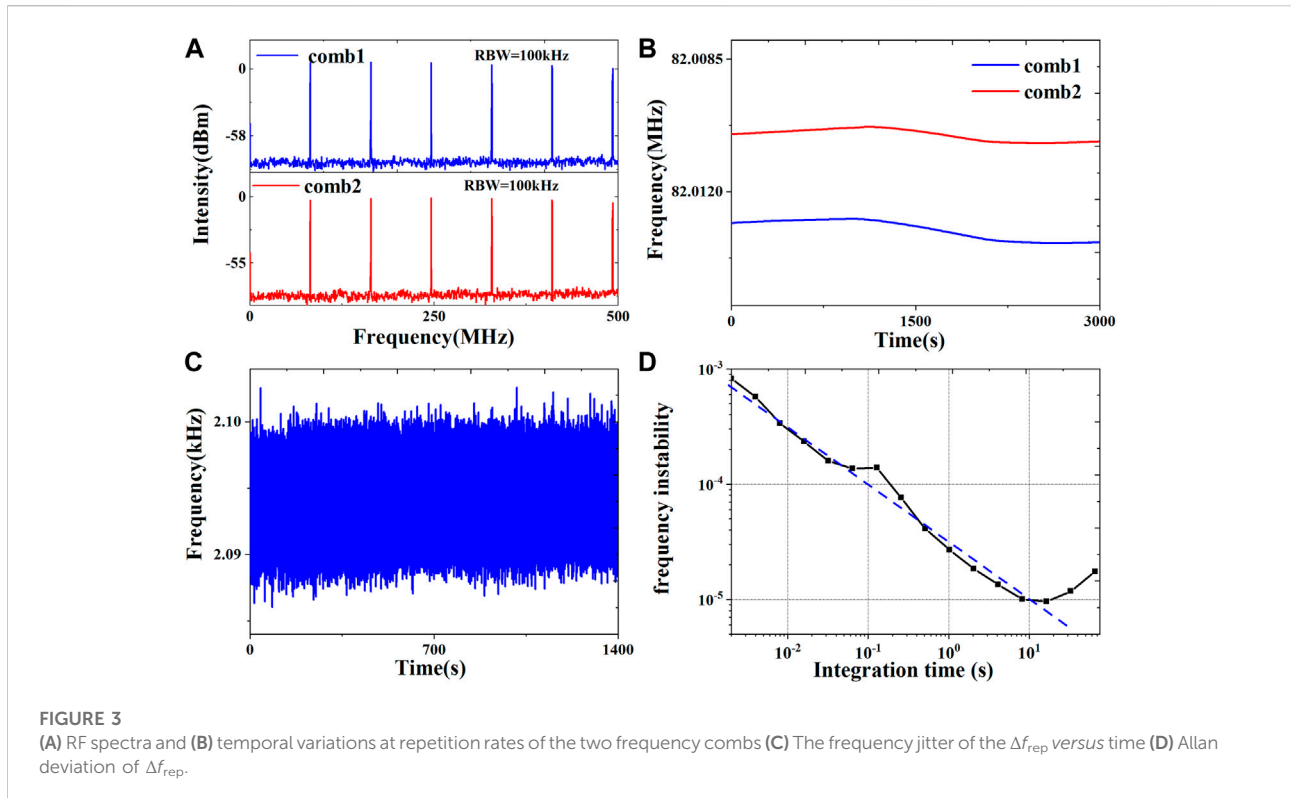 A
comb1
RBW=100kHz
0
-58
comb2
RBW=100kHz
0
-55
Intensity(dBm)
0
250
500
Frequency(MHz)
B
82.0085
comb1
comb2
82.0120
Frequency(MHz)
0
1500
3000
Time(s)
C
2.10
2.09
Frequency(kHz)
0
700
1400
Time(s)
D
10⁻³
10⁻⁴
10⁻⁵
frequency instability
10⁻²
10⁻¹
10⁰
10¹
Integration time (s)
FIGURE 3
(A) RF spectra and (B) temporal variations at repetition rates of the two frequency combs (C) The frequency jitter of the Δfrep versus time (D) Allan
deviation of Δfrep.